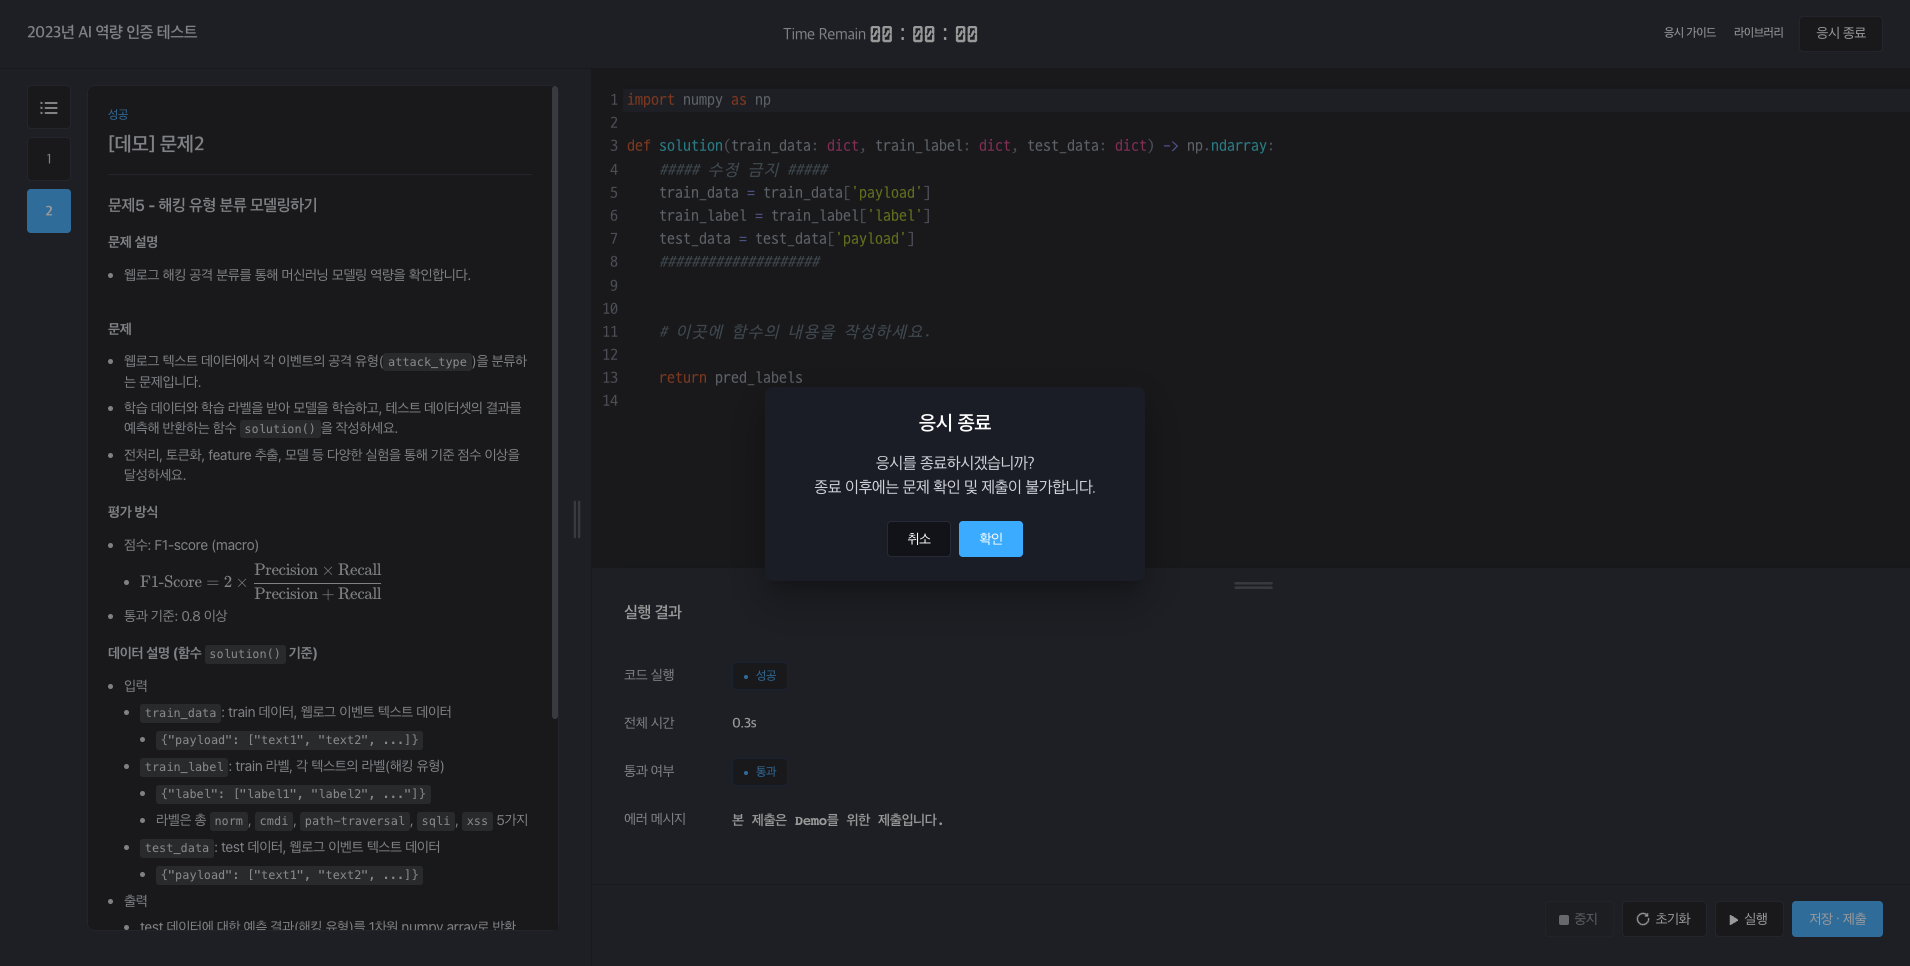 2023년 AI 역량 인증 테스트
Time Remain 00 : 00 : 00
응시 가이드
라이브러리
응시 종료
1
2
성공
[데모] 문제2
문제5 - 해킹 유형 분류 모델링하기
문제 설명
웹로그 해킹 공격 분류를 통해 머신러닝 모델링 역량을 확인합니다.
문제
웹로그 텍스트 데이터에서 각 이벤트의 공격 유형( attack_type )을 분류하
는 문제입니다.
학습 데이터와 학습 라벨을 받아 모델을 학습하고, 테스트 데이터셋의 결과를
예측해 반환하는 함수 solution() 을 작성하세요.
전처리, 토큰화, feature 추출, 모델 등 다양한 실험을 통해 기준 점수 이상을
달성하세요.
평가 방식
점수: F1-score (macro)
F1-Score = 2 × Precision × Recall / Precision + Recall
통과 기준: 0.8 이상
데이터 설명 (함수 solution() 기준)
입력
train_data : train 데이터, 웹로그 이벤트 텍스트 데이터
{"payload": ["text1", "text2", ...]}
train_label : train 라벨, 각 텍스트의 라벨(해킹 유형)
{"label": ["label1", "label2", ..."]}
라벨은 총 norm , cmdi , path-traversal , sqli , xss 5가지
test_data : test 데이터, 웹로그 이벤트 텍스트 데이터
{"payload": ["text1", "text2", ...]}
출력
test 데이터에 대한 예측 결과(해킹 유형)를 1차원 numpy array로 반환
1 import numpy as np
2
3 def solution(train_data: dict, train_label: dict, test_data: dict) -> np.ndarray:
4 ##### 수정 금지 #####
5 train_data = train_data['payload']
6 train_label = train_label['label']
7 test_data = test_data['payload']
8 ####################
9
10
11 # 이곳에 함수의 내용을 작성하세요.
12
13 return pred_labels
14
응시 종료
응시를 종료하시겠습니까?
종료 이후에는 문제 확인 및 제출이 불가합니다.
취소
확인
실행 결과
코드 실행 성공
전체 시간 0.3s
통과 여부 통과
에러 메시지 본 제출은 Demo를 위한 제출입니다.
중지
초기화
실행
저장 · 제출